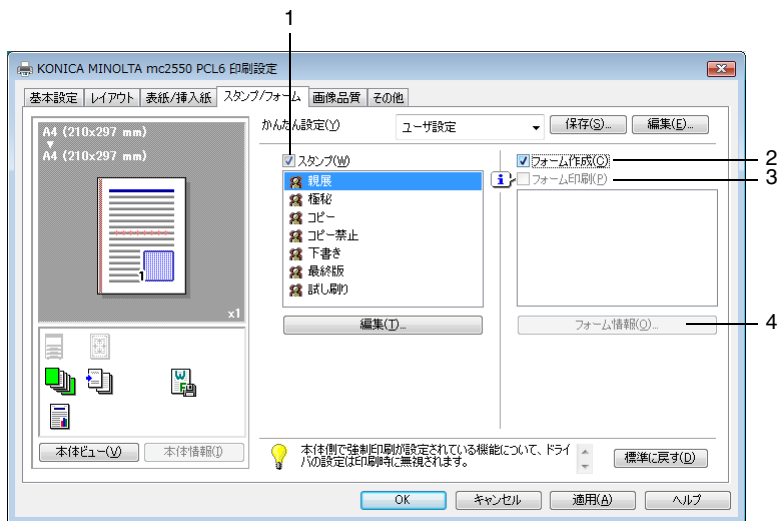 1
KONICA MINOLTA mc2550 PCL6 印刷設定
基本設定 レイアウト 表紙/挿入紙 スタンプ/フォーム 画像品質 その他
A4 (210x297 mm)
A4 (210x297 mm)
1
x1
本体ビュー(V) 本体情報(I)
かんたん設定(Y) ユーザ設定 保存(S)... 編集(E)...
スタンプ(W)
親展
極秘
コピー
コピー禁止
下書き
最終版
試し刷り
編集(T)...
フォーム作成(C) 2
フォーム印刷(P) 3
フォーム情報(O)... 4
本体側で強制印刷が設定されている機能について、ドライ
バの設定は印刷時に無視されます。
標準に戻す(D)
OK キャンセル 適用(A) ヘルプ